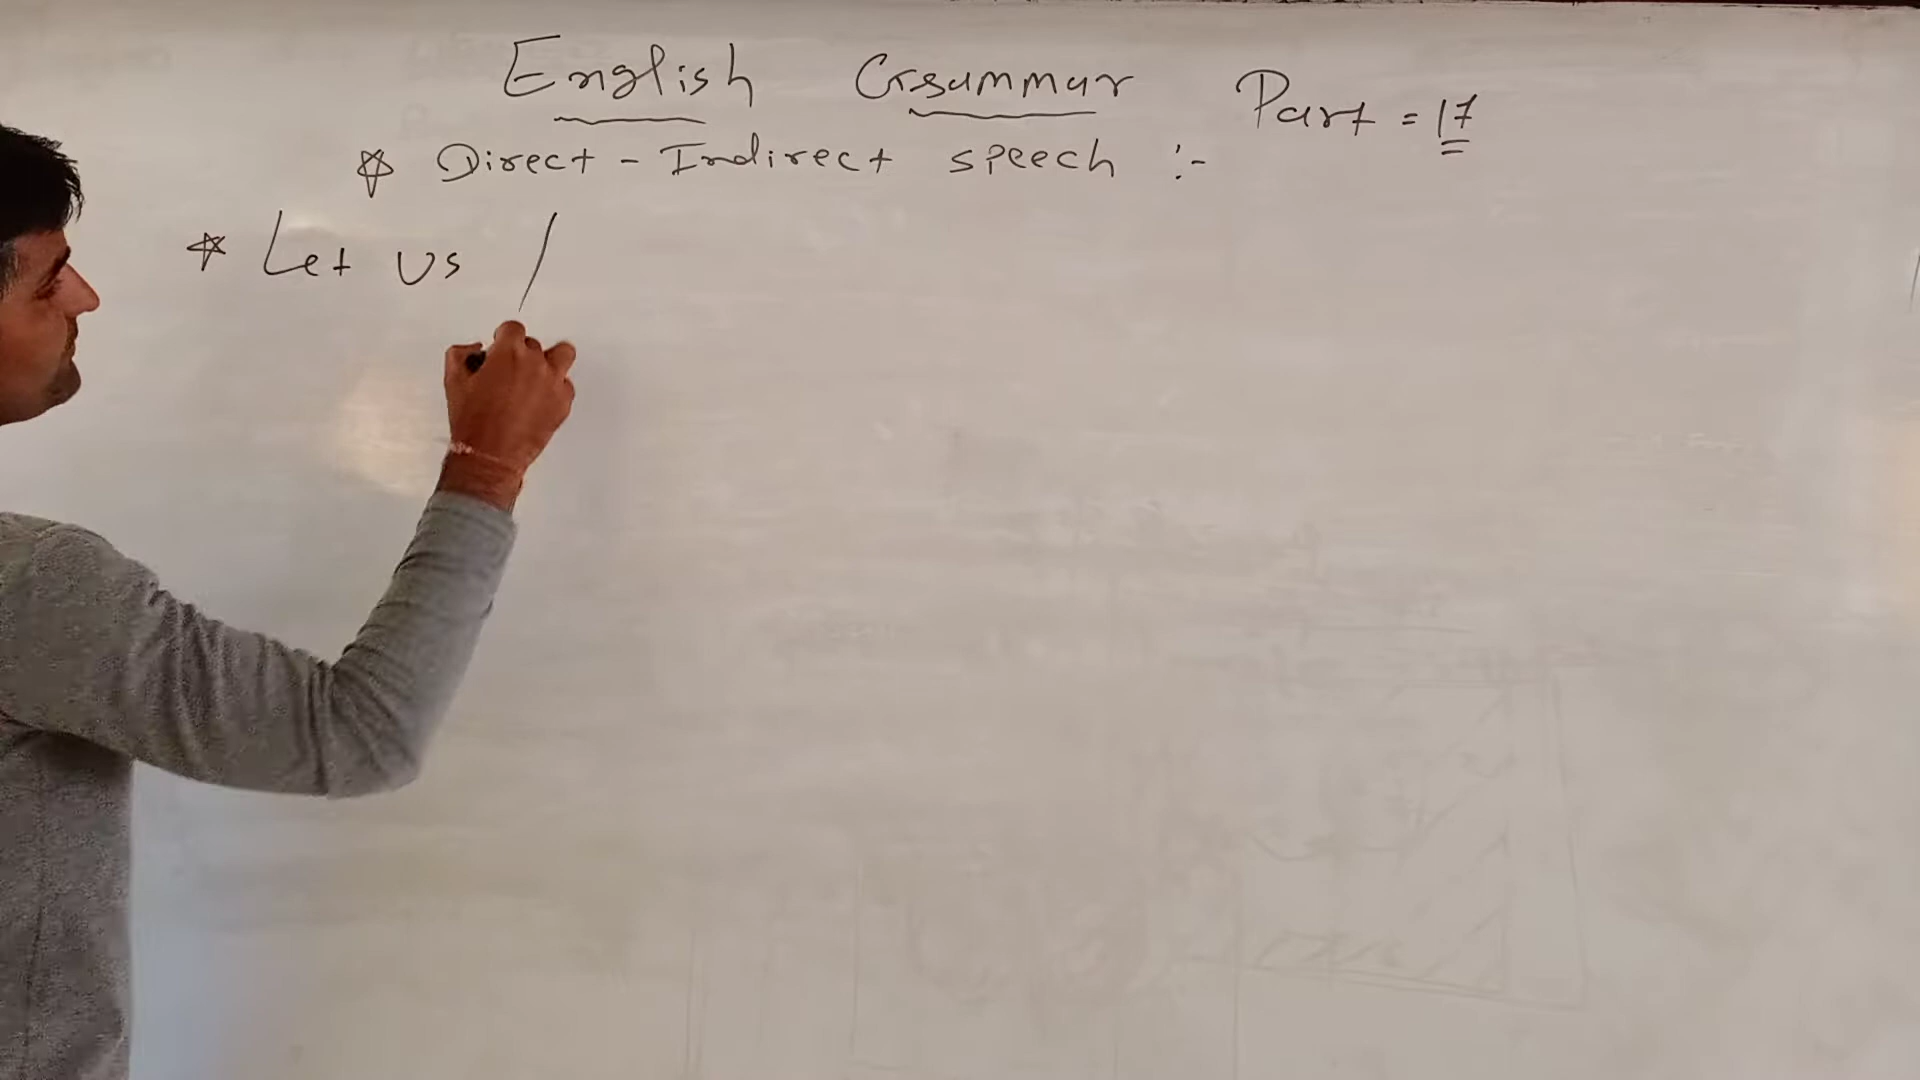 English Grammar Part = 17
☆ Direct - Indirect speech :-
☆ Let us /